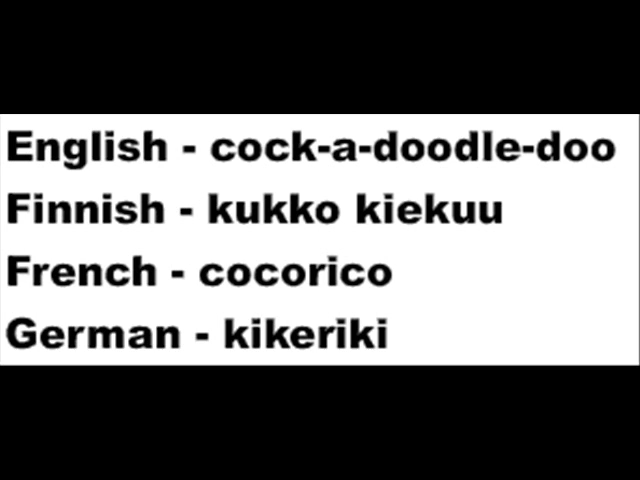 English - cock-a-doodle-doo
Finnish - kukko kiekuu
French - cocorico
German - kikeriki